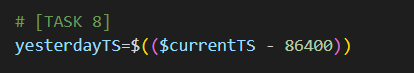 # [TASK 8]
yesterdayTS=$(($currentTS - 86400))